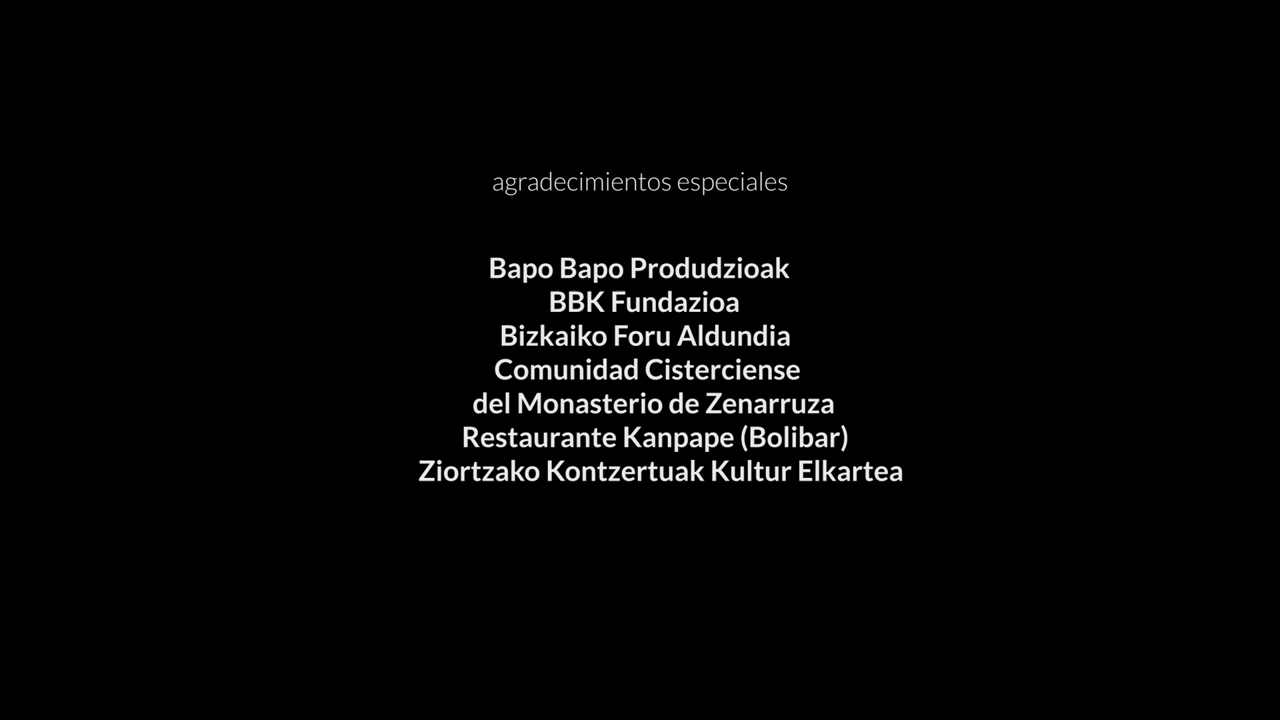 agradecimientos especiales
Bapo Bapo Produdzioak
BBK Fundazioa
Bizkaiko Foru Aldundia
Comunidad Cisterciense
del Monasterio de Zenarruza
Restaurante Kanpape (Bolibar)
Ziortzako Kontzertuak Kultur Elkartea